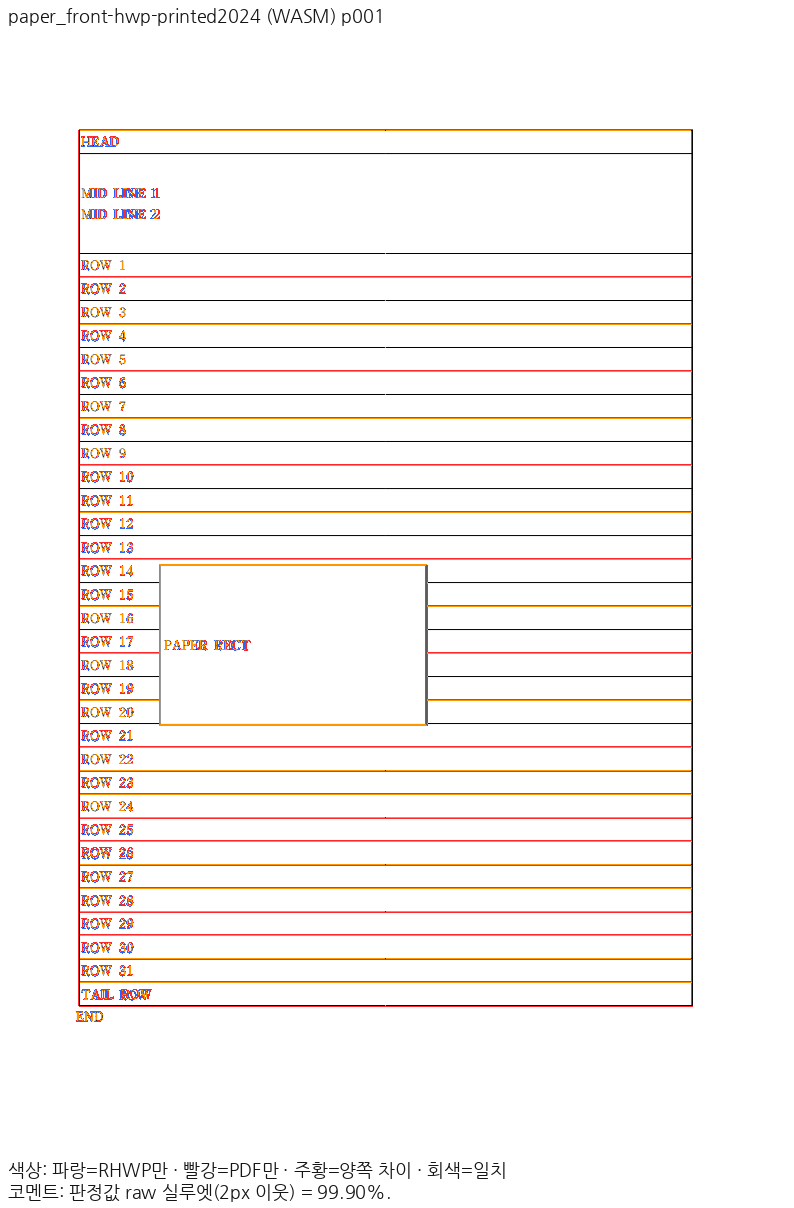 paper_front-hwp-printed2024 (WASM) p001
HEAD
MID LINE 1
MID LINE 2
ROW 1
ROW 2
ROW 3
ROW 4
ROW 5
ROW 6
ROW 7
ROW 8
ROW 9
ROW 10
ROW 11
ROW 12
ROW 13
ROW 14
ROW 15
ROW 16
ROW 17
PAPER RECT
ROW 18
ROW 19
ROW 20
ROW 21
ROW 22
ROW 23
ROW 24
ROW 25
ROW 26
ROW 27
ROW 28
ROW 29
ROW 30
ROW 31
TAIL ROW
END
색상: 파랑=RHWP만 · 빨강=PDF만 · 주황=양쪽 차이 · 회색=일치
코멘트: 판정값 raw 실루엣(2px 이웃) = 99.90%.